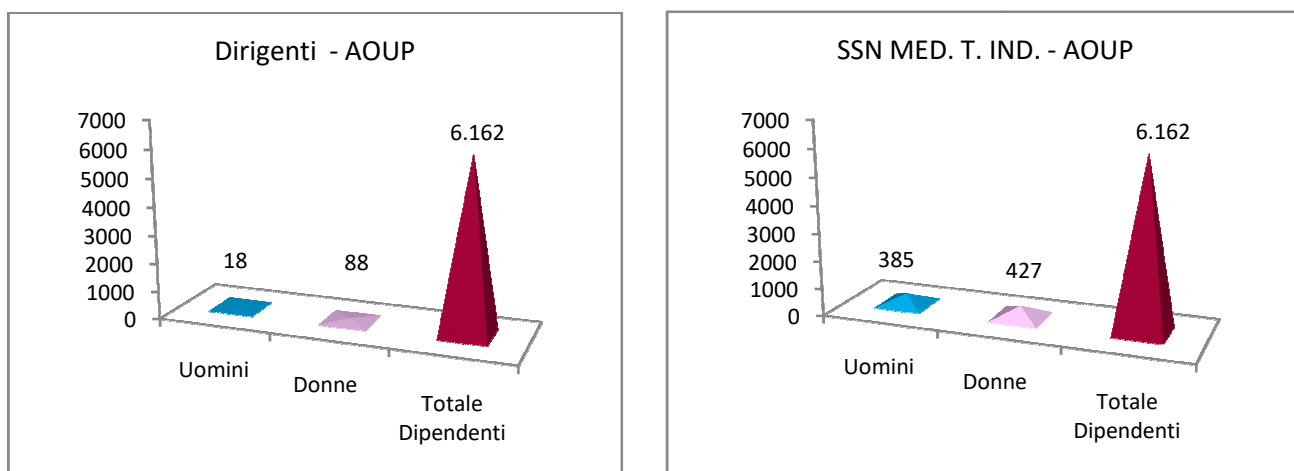 Dirigenti - AOUP
7000
6000
5000
4000
3000
2000
1000
0
18
88
6.162
Uomini
Donne
Totale
Dipendenti
SSN MED. T. IND. - AOUP
7000
6000
5000
4000
3000
2000
1000
0
385
427
6.162
Uomini
Donne
Totale
Dipendenti